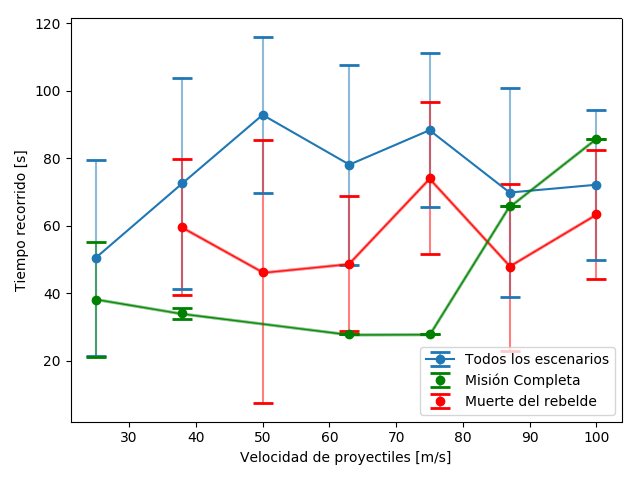 120
100
80
60
40
20
Tiempo recorrido [s]
30 40 50 60 70 80 90 100
Velocidad de proyectiles [m/s]
Todos los escenarios
Misión Completa
Muerte del rebelde